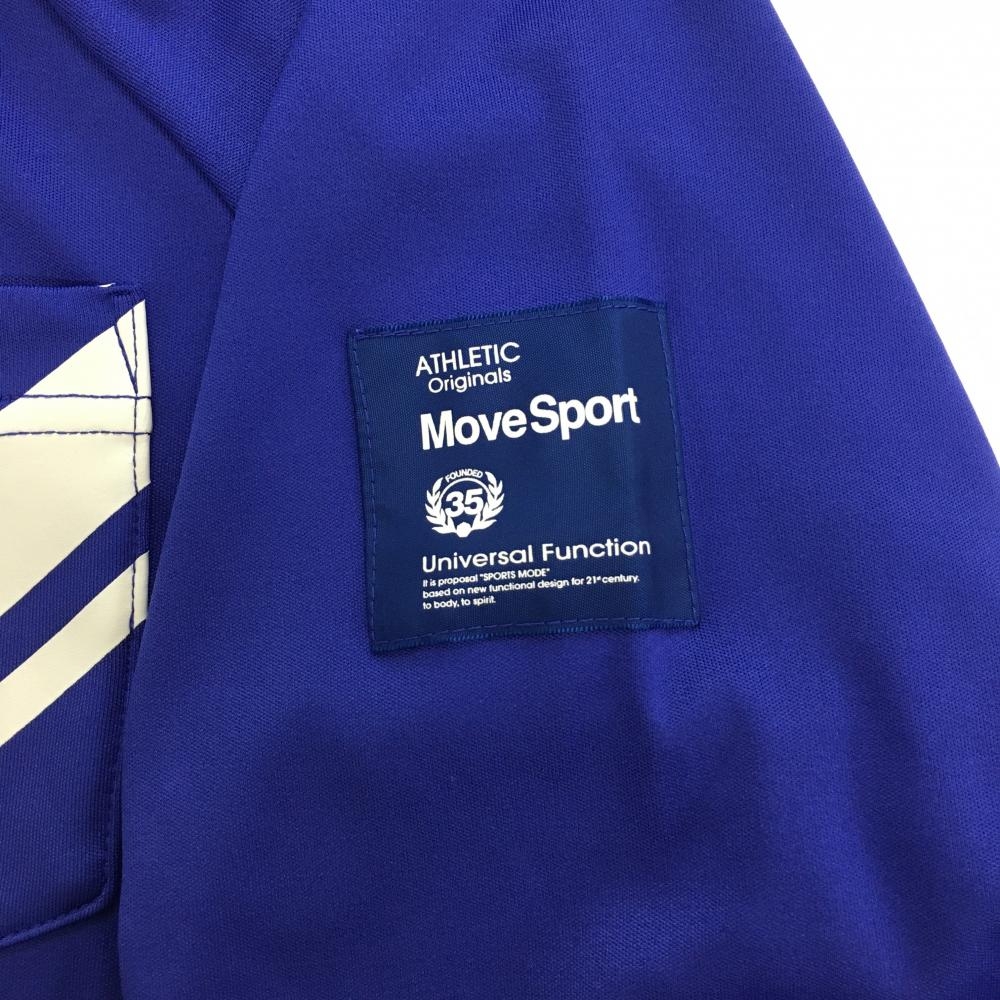 ATHLETIC
Originals
MoveSport
FOUNDED
35
Universal Function
It is proposal "SPORTS MODE"
based on new functional design for 21st century.
to body, to spirit.